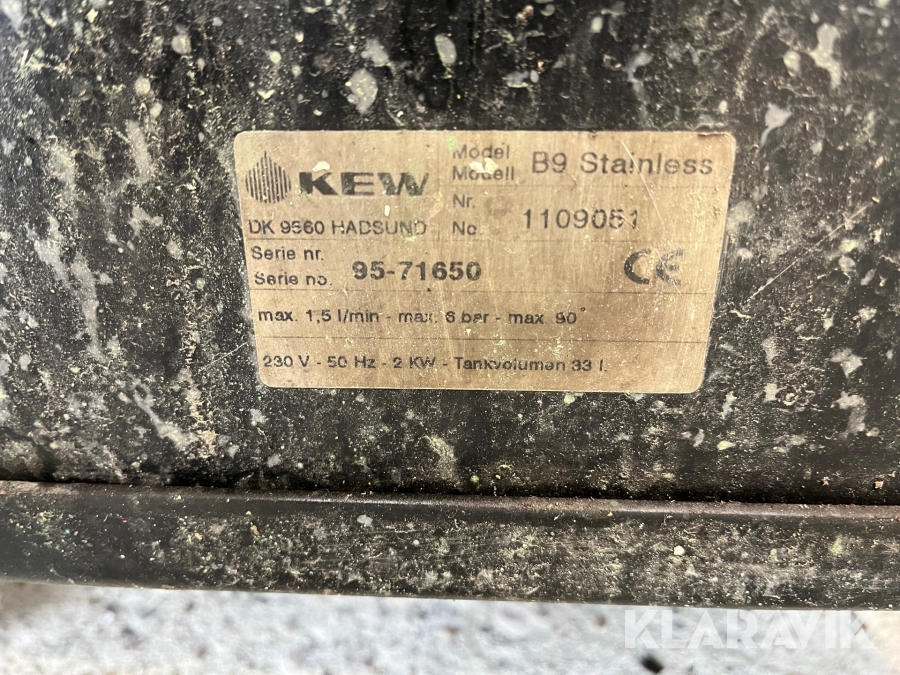 KEW
Model
Modell
B9 Stainless
DK 9560 HADSUND
Nr.
No.
1109051
Serie nr.
Serie no.
95-71650
CE
max. 1,5 l/min - max. 6 bar - max. 90°
230 V - 50 Hz - 2 KW - Tankvolumen 33 l.
KLARAVIK
KLARAVIK